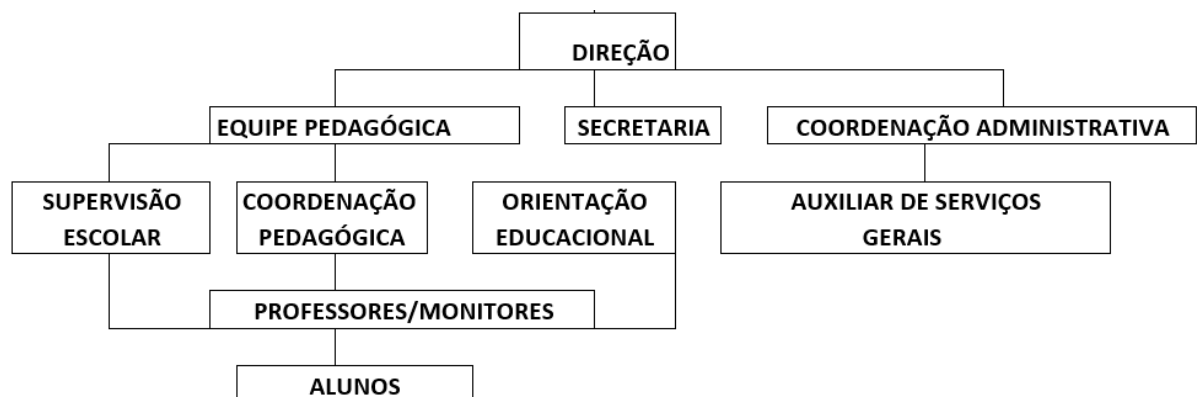 DIREÇÃO
EQUIPE PEDAGÓGICA
SECRETARIA
COORDENAÇÃO ADMINISTRATIVA
SUPERVISÃO
ESCOLAR
COORDENAÇÃO
PEDAGÓGICA
ORIENTAÇÃO
EDUCACIONAL
AUXILIAR DE SERVIÇOS
GERAIS
PROFESSORES/MONITORES
ALUNOS